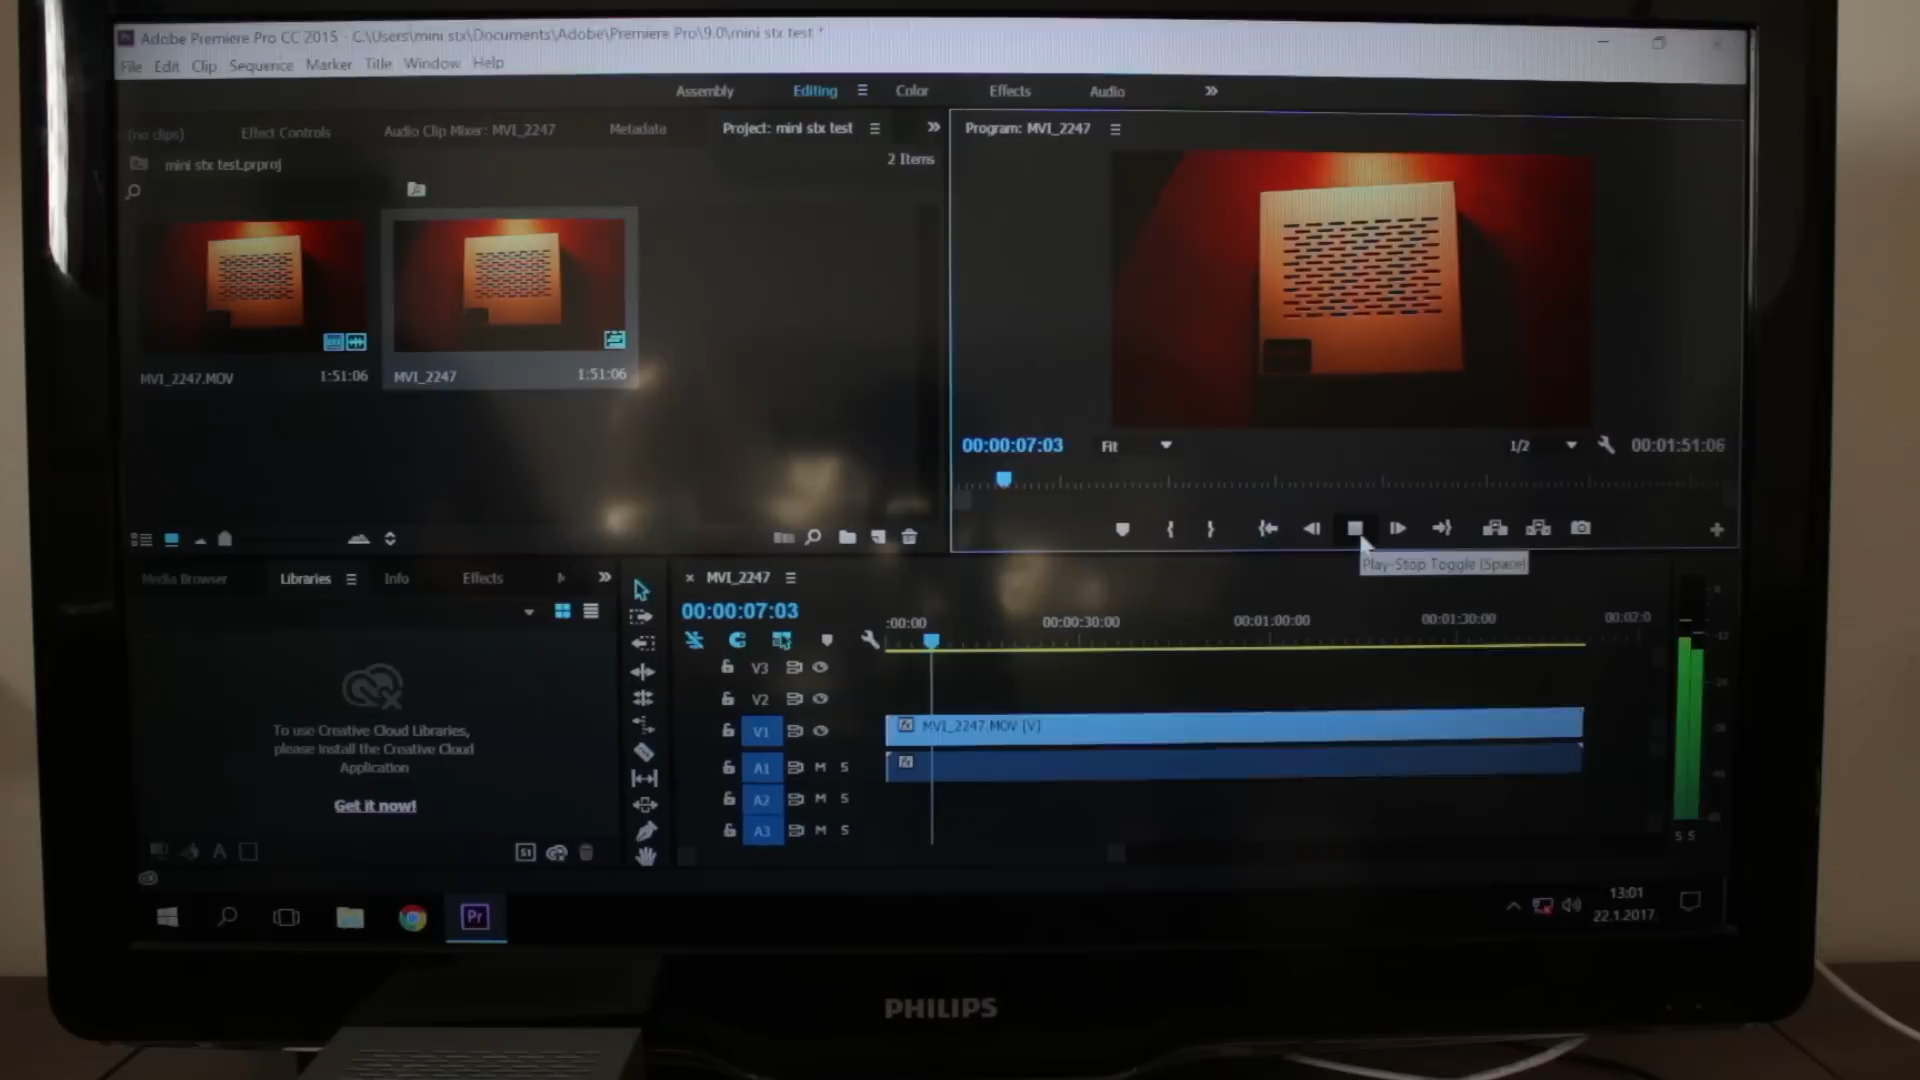 Adobe Premiere Pro CC 2015 - C:\Users\mini stx\Documents\Adobe\Premiere Pro\9.0\mini stx test *
File Edit Clip Sequence Marker Title Window Help
Assembly Editing Color Effects Audio
(no clips) Effect Controls Audio Clip Mixer: MVI_2247 Metadata Project: mini stx test
Program: MVI_2247
mini stx test.prproj
2 Items
MVI_2247.MOV 1:51:06
MVI_2247 1:51:06
00:00:07:03 Fit 1/2 00:01:51:06
Play-Stop Toggle (Space)
Media Browser Libraries Info Effects
MVI_2247
00:00:07:03
:00:00 00:00:30:00 00:01:00:00 00:01:30:00 00:02:0
V3
V2
V1
MVI_2247.MOV [V]
A1 M S
A2 M S
A3 M S
To use Creative Cloud Libraries,
please install the Creative Cloud
Application
Get it now!
S S
Pr
13:01
22.1.2017
PHILIPS